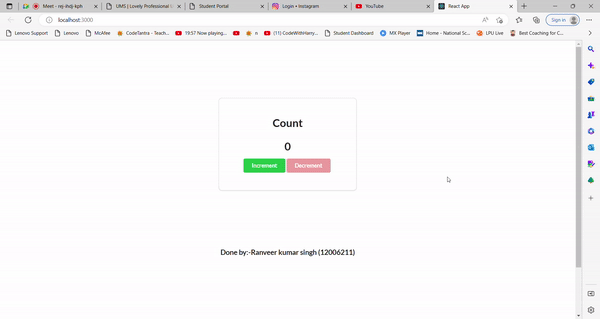 Meet - rej-ihdj-kph
UMS | Lovely Professional U
Student Portal
Login • Instagram
YouTube
React App
localhost:3000
Sign in
Lenovo Support
Lenovo
McAfee
CodeTantra - Teach...
19:57 Now playing...
n
(11) CodeWithHarry...
Student Dashboard
MX Player
Home - National Sc...
LPU Live
Best Coaching for C...
Count
0
Increment
Decrement
Done by:-Ranveer kumar singh (12006211)